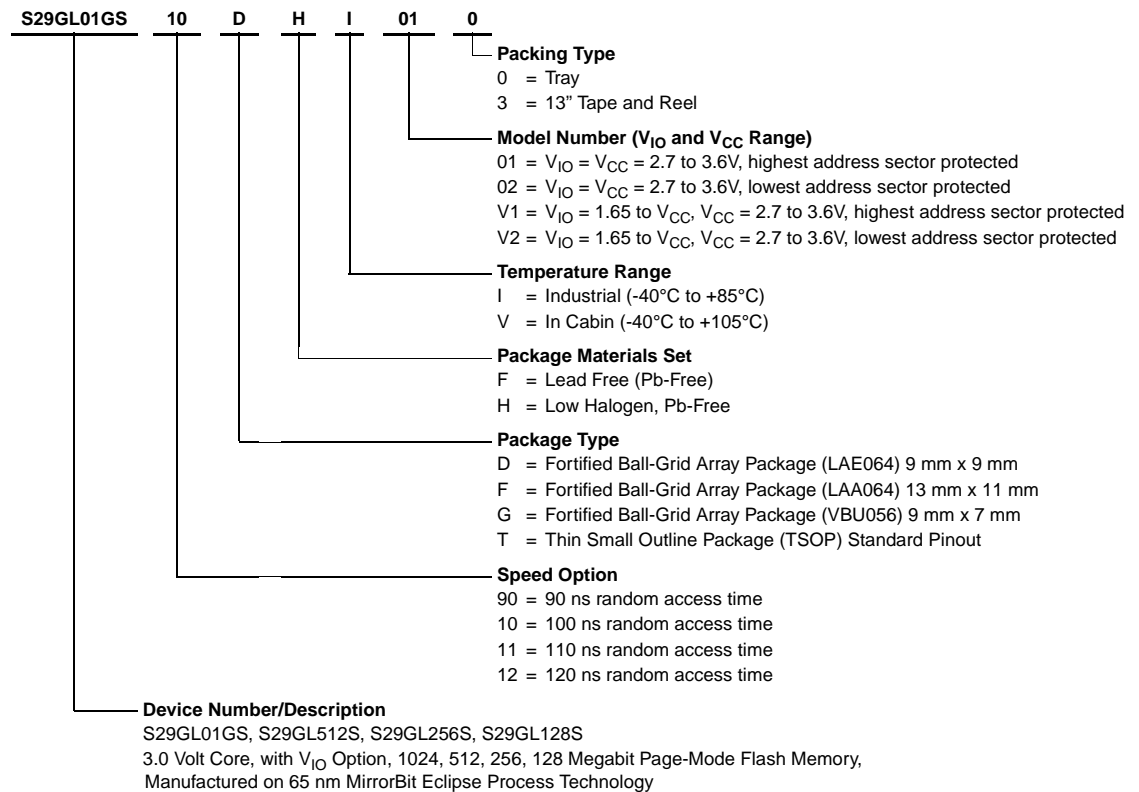 S29GL01GS 10 D H I 01 0
Packing Type
0 = Tray
3 = 13" Tape and Reel
Model Number (VIO and VCC Range)
01 = VIO = VCC = 2.7 to 3.6V, highest address sector protected
02 = VIO = VCC = 2.7 to 3.6V, lowest address sector protected
V1 = VIO = 1.65 to VCC, VCC = 2.7 to 3.6V, highest address sector protected
V2 = VIO = 1.65 to VCC, VCC = 2.7 to 3.6V, lowest address sector protected
Temperature Range
I = Industrial (-40°C to +85°C)
V = In Cabin (-40°C to +105°C)
Package Materials Set
F = Lead Free (Pb-Free)
H = Low Halogen, Pb-Free
Package Type
D = Fortified Ball-Grid Array Package (LAE064) 9 mm x 9 mm
F = Fortified Ball-Grid Array Package (LAA064) 13 mm x 11 mm
G = Fortified Ball-Grid Array Package (VBU056) 9 mm x 7 mm
T = Thin Small Outline Package (TSOP) Standard Pinout
Speed Option
90 = 90 ns random access time
10 = 100 ns random access time
11 = 110 ns random access time
12 = 120 ns random access time
Device Number/Description
S29GL01GS, S29GL512S, S29GL256S, S29GL128S
3.0 Volt Core, with VIO Option, 1024, 512, 256, 128 Megabit Page-Mode Flash Memory,
Manufactured on 65 nm MirrorBit Eclipse Process Technology